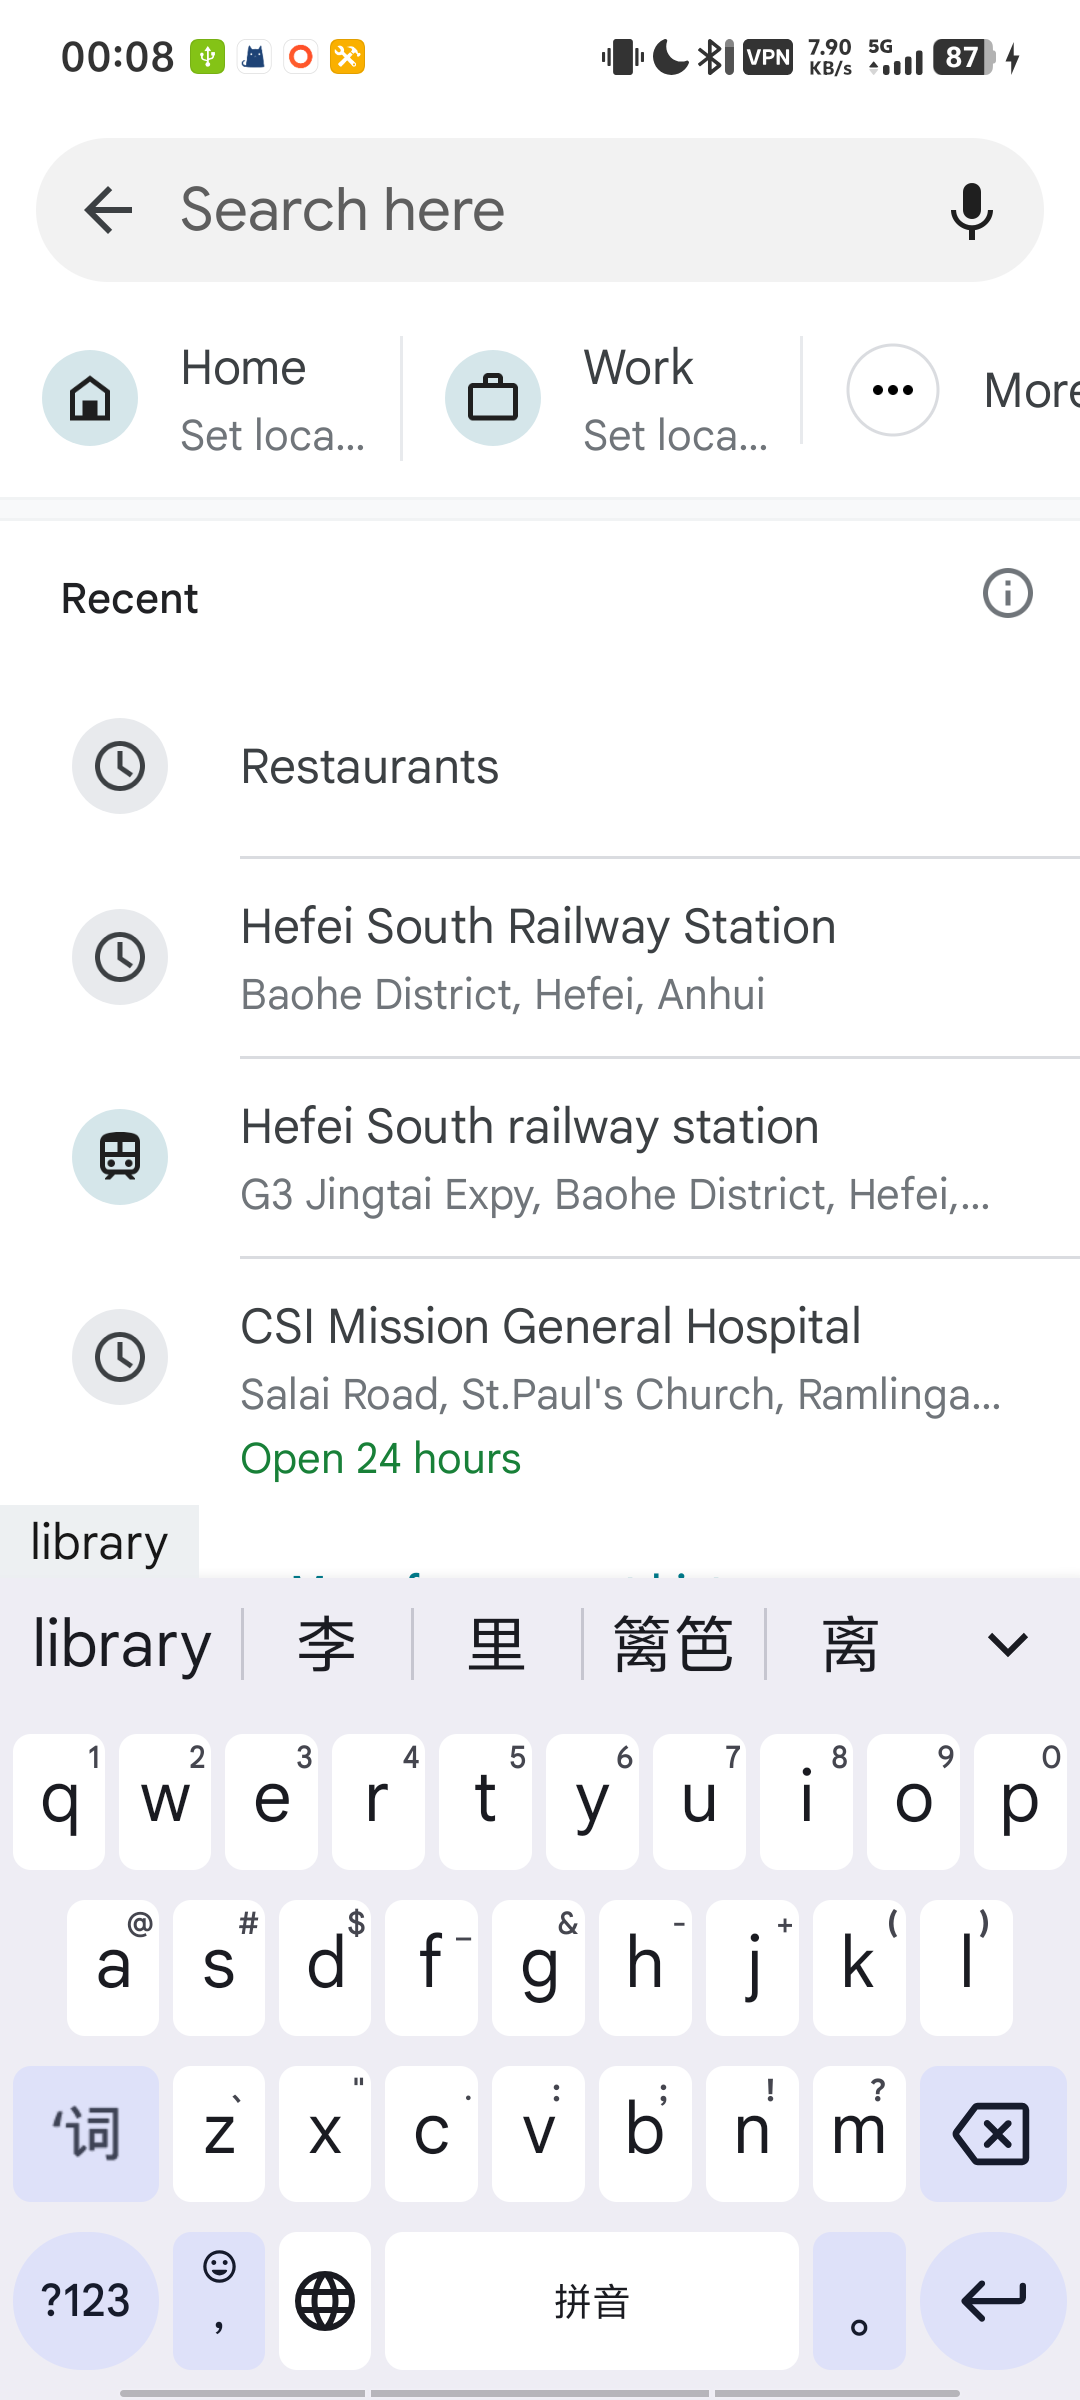 00:08
VPN
7.90
KB/s
5G
87
Search here
Home
Set loca...
Work
Set loca...
More
Recent
Restaurants
Hefei South Railway Station
Baohe District, Hefei, Anhui
Hefei South railway station
G3 Jingtai Expy, Baohe District, Hefei,...
CSI Mission General Hospital
Salai Road, St.Paul's Church, Ramlinga...
Open 24 hours
library
library 李 里 篱笆 离
1 2 3 4 5 6 7 8 9 0
q w e r t y u i o p
@ # $ _ & - + ( )
a s d f g h j k l
、 " . : ; ! ?
‘词 z x c v b n m
?123 , 拼音 。